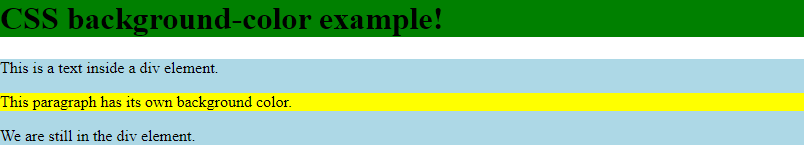 CSS background-color example!
This is a text inside a div element.
This paragraph has its own background color.
We are still in the div element.